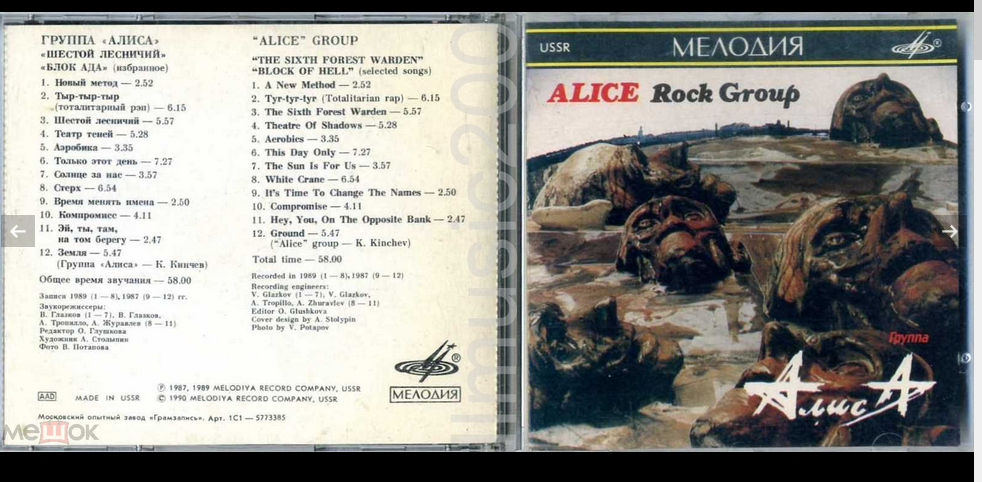 ГРУППА «АЛИСА»
«ШЕСТОЙ ЛЕСНИЧИЙ»
«БЛОК АДА» (избранное)
1. Новый метод — 2.52
2. Тыр-тыр-тыр
(тоталитарный рэп) — 6.15
3. Шестой лесничий — 5.57
4. Театр теней — 5.28
5. Аэробика — 3.35
6. Только этот день — 7.27
7. Солнце за нас — 3.57
8. Стерх — 6.54
9. Время менять имена — 2.50
10. Компромисс — 4.11
11. Эй, ты, там,
на том берегу — 2.47
12. Земля — 5.47
(Группа «Алиса» — К. Кинчев)
Общее время звучания — 58.00
Записи 1989 (1 — 8), 1987 (9 — 12) гг.
Звукорежиссеры:
В. Глазков (1 — 7), В. Глазков,
А. Тропилло, А. Журавлев (8 — 11)
Редактор О. Глушкова
Художник А. Столыпин
Фото В. Потапова
"ALICE" GROUP
"THE SIXTH FOREST WARDEN"
"BLOCK OF HELL" (selected songs)
1. A New Method — 2.52
2. Tyr-tyr-tyr (Totalitarian rap) — 6.15
3. The Sixth Forest Warden — 5.57
4. Theatre Of Shadows — 5.28
5. Aerobics — 3.35
6. This Day Only — 7.27
7. The Sun Is For Us — 3.57
8. White Crane — 6.54
9. It's Time To Change The Names — 2.50
10. Compromise — 4.11
11. Hey, You, On The Opposite Bank — 2.47
12. Ground — 5.47
("Alice" group — K. Kinchev)
Total time — 58.00
Recorded in 1989 (1 — 8), 1987 (9 — 12)
Recording engineers:
V. Glazkov (1 — 7), V. Glazkov,
A. Tropillo, A. Zhuravlev (8 — 11)
Editor O. Glushkova
Cover design by A. Stolypin
Photo by V. Potapov
МЕЛОДИЯ
AAD
MADE IN USSR
Ⓟ 1987, 1989 MELODIYA RECORD COMPANY, USSR
© 1990 MELODIYA RECORD COMPANY, USSR
Московский опытный завод «Грамзапись». Арт. 1С1 — 5773385
мешок
USSR
МЕЛОДИЯ
ALICE Rock Group
Группа
АлисА